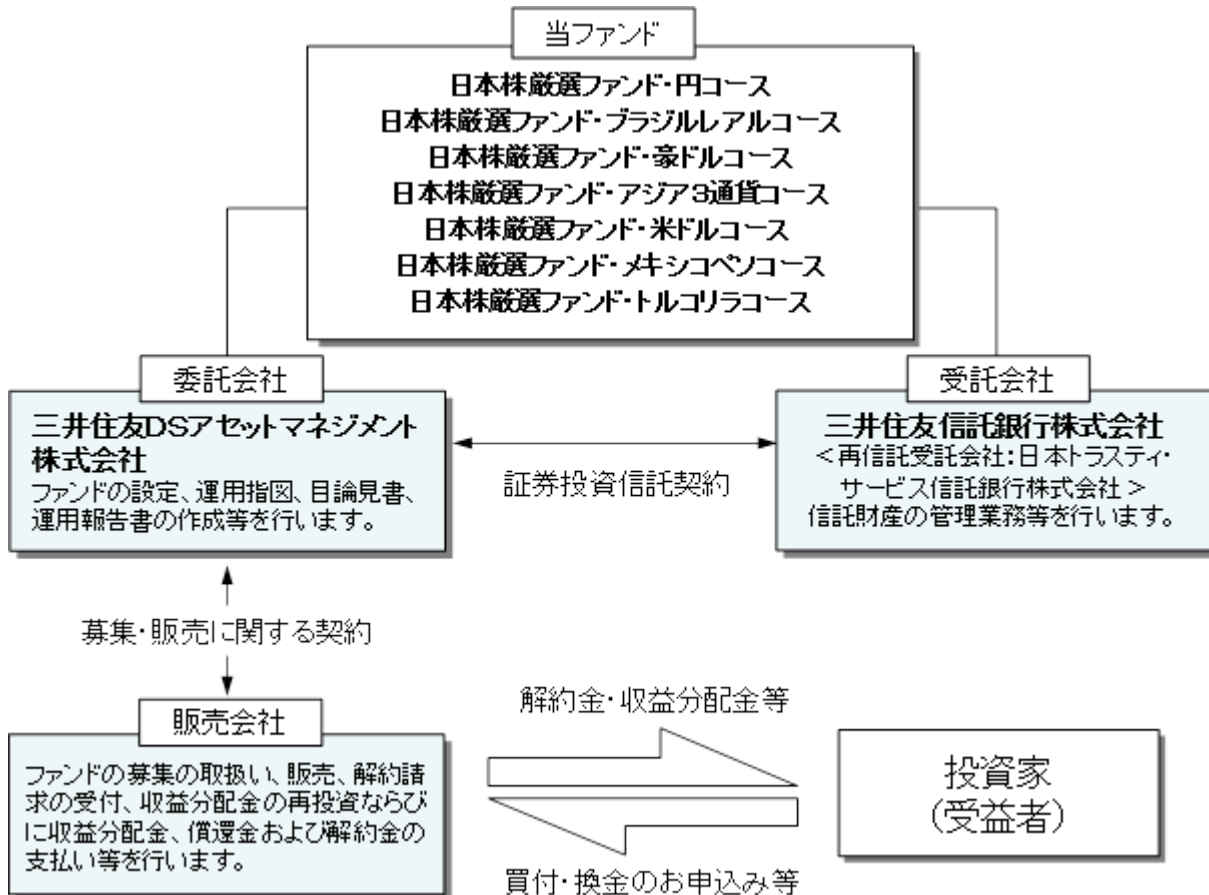 当ファンド
日本株厳選ファンド・円コース
日本株厳選ファンド・ブラジルレアルコース
日本株厳選ファンド・豪ドルコース
日本株厳選ファンド・アジア3通貨コース
日本株厳選ファンド・米ドルコース
日本株厳選ファンド・メキシコペソコース
日本株厳選ファンド・トルコリラコース
委託会社
三井住友DSアセットマネジメント
株式会社
ファンドの設定、運用指図、目論見書、
運用報告書の作成等を行います。
証券投資信託契約
受託会社
三井住友信託銀行株式会社
<再信託受託会社:日本トラスティ・
サービス信託銀行株式会社>
信託財産の管理業務等を行います。
募集・販売に関する契約
販売会社
ファンドの募集の取扱い、販売、解約請
求の受付、収益分配金の再投資ならび
に収益分配金、償還金および解約金の
支払い等を行います。
解約金・収益分配金等
買付・換金のお申込み等
投資家
(受益者)